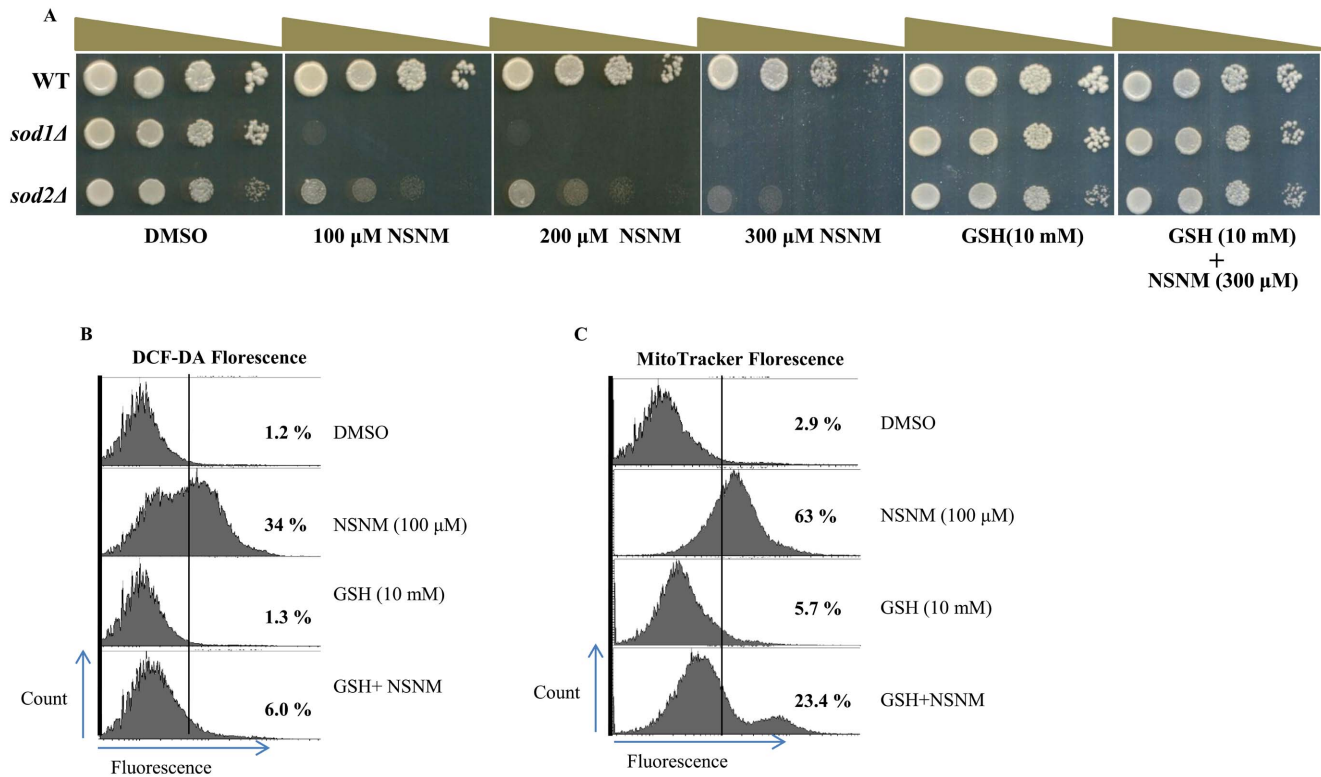 A
WT
sod1Δ
sod2Δ
DMSO
100 µM NSNM
200 µM NSNM
300 µM NSNM
GSH(10 mM)
GSH (10 mM)
+
NSNM (300 µM)
B
DCF-DA Florescence
1.2 % DMSO
34 % NSNM (100 µM)
1.3 % GSH (10 mM)
6.0 % GSH+ NSNM
Count
Fluorescence
C
MitoTracker Florescence
2.9 % DMSO
63 % NSNM (100 µM)
5.7 % GSH (10 mM)
23.4 % GSH+NSNM
Count
Fluorescence